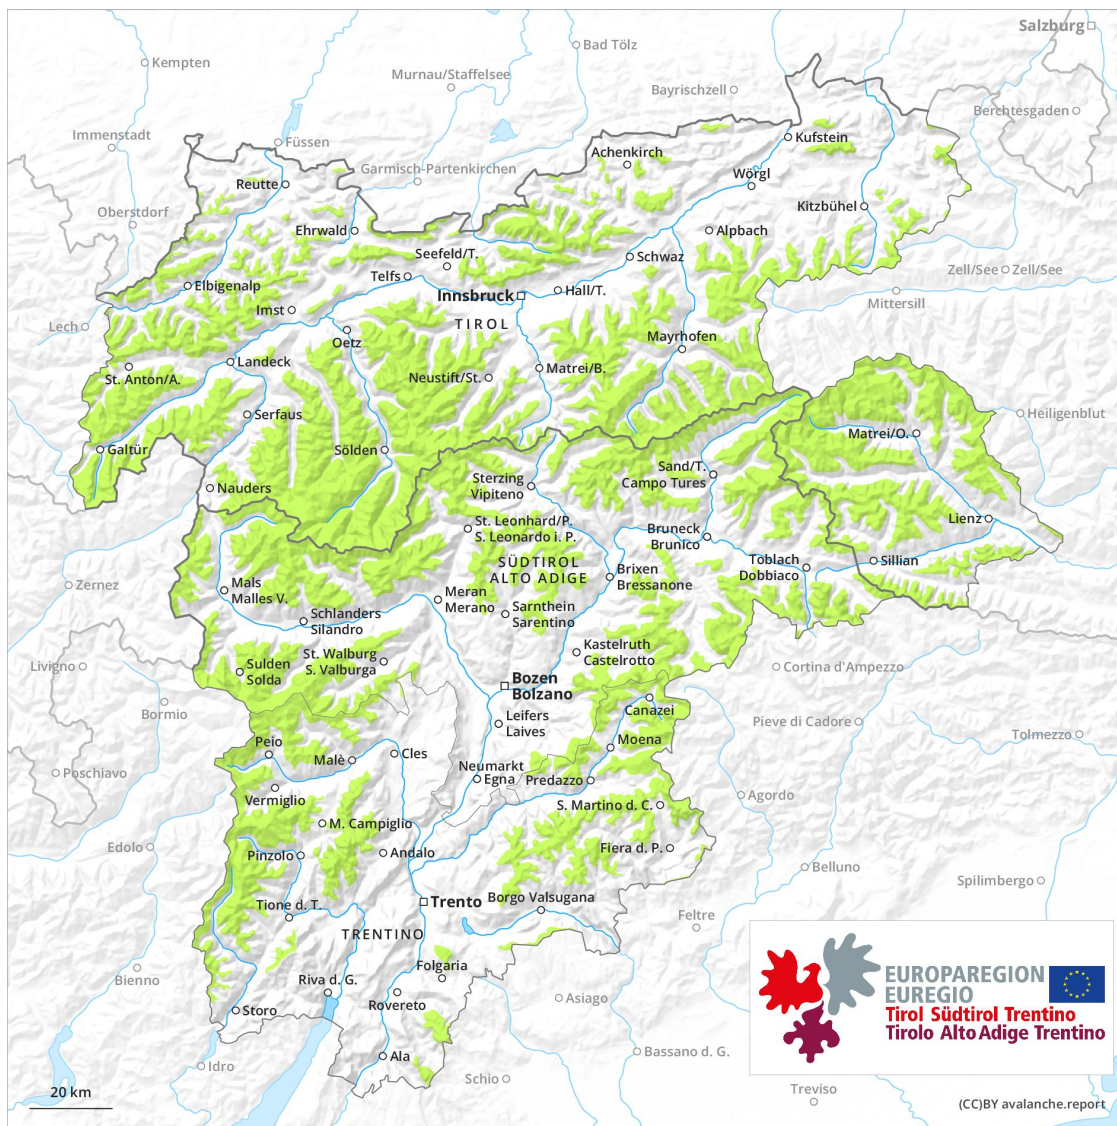 Salzburg
Bad Tölz
Kempten
Murnau/Staffelsee
Bayrischzell
Berchtesgaden
Immenstadt
Füssen
Kufstein
Achenkirch
Garmisch-Partenkirchen
Wörgl
Reutte
Oberstdorf
Kitzbühel
Ehrwald
Alpbach
Seefeld/T.
Schwaz
Telfs
Zell/See
Zell/See
Elbigenalp
Innsbruck
Hall/T.
Mittersill
Imst
TIROL
Lech
Oetz
Mayrhofen
Landeck
Matrei/B.
St. Anton/A.
Neustift/St.
Serfaus
Heiligenblut
Matrei/O.
Galtür
Sölden
Sand/T.
Campo Tures
Sterzing
Vipiteno
Nauders
St. Leonhard/P.
S. Leonardo i. P.
Lienz
Bruneck
Brunico
SÜDTIROL
ALTO ADIGE
Toblach
Dobbiaco
Sillian
Brixen
Bressanone
Zernez
Mals
Malles V.
Meran
Merano
Sarnthein
Sarentino
Schlanders
Silandro
Kastelruth
Castelrotto
St. Walburg
S. Valburga
Livigno
Sulden
Solda
Cortina d'Ampezzo
Bozen
Bolzano
Bormio
Canazei
Leifers
Laives
Pieve di Cadore
Tolmezzo
Peio
Moena
Cles
Malè
Neumarkt
Egna
Predazzo
Poschiavo
Vermiglio
Agordo
S. Martino d. C.
M. Campiglio
Edolo
Pinzolo
Andalo
Fiera d. P.
Belluno
Spilimbergo
Trento
Borgo Valsugana
Tione d. T.
Feltre
TRENTINO
Folgaria
Bienno
Riva d. G.
Rovereto
Asiago
Storo
EUROPAREGION
EUREGIO
Tirol Südtirol Trentino
Tirolo Alto Adige Trentino
Ala
Bassano d. G.
Idro
Schio
Treviso
20 km
(CC)BY avalanche.report